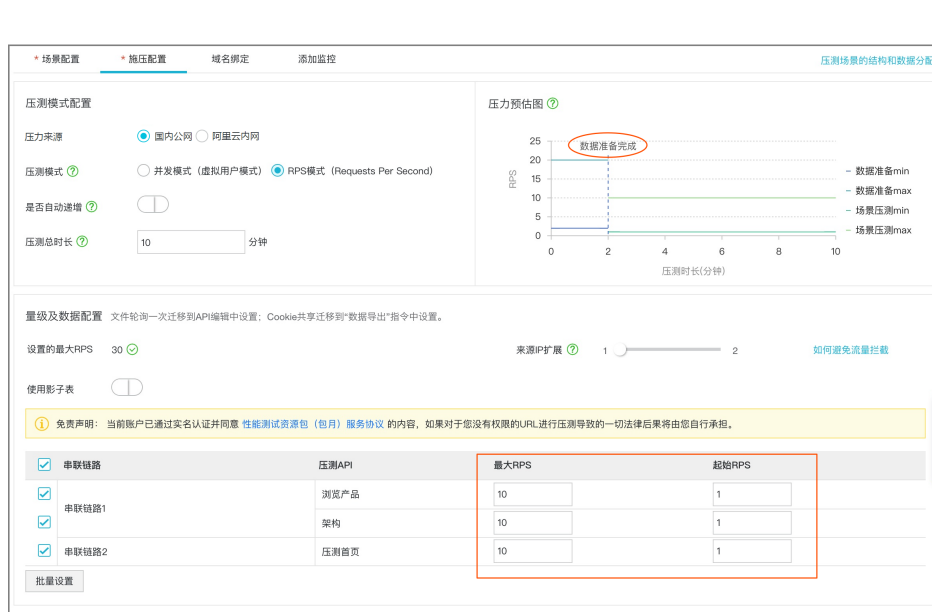 * 场景配置 * 施压配置 域名绑定 添加监控 压测场景的结构和数据分配
压测模式配置
压力来源 国内公网 阿里云内网
压测模式 ? 并发模式（虚拟用户模式） RPS模式（Requests Per Second）
是否自动递增 ?
压测总时长 ? 10 分钟
压力预估图 ?
数据准备完成
RPS
25
20
15
10
5
0
0 2 4 6 8 10
压测时长(分钟)
数据准备min
数据准备max
场景压测min
场景压测max
量级及数据配置 文件轮询一次迁移到API编辑中设置；Cookie共享迁移到“数据导出”指令中设置。
设置的最大RPS 30 来源IP扩展 ? 1 2 如何避免流量拦截
使用影子表
免责声明： 当前账户已通过实名认证并同意 性能测试资源包（包月）服务协议 的内容，如果对于您没有权限的URL进行压测导致的一切法律后果将由您自行承担。
串联链路 压测API 最大RPS 起始RPS
串联链路1 浏览产品 10 1
架构 10 1
串联链路2 压测首页 10 1
批量设置